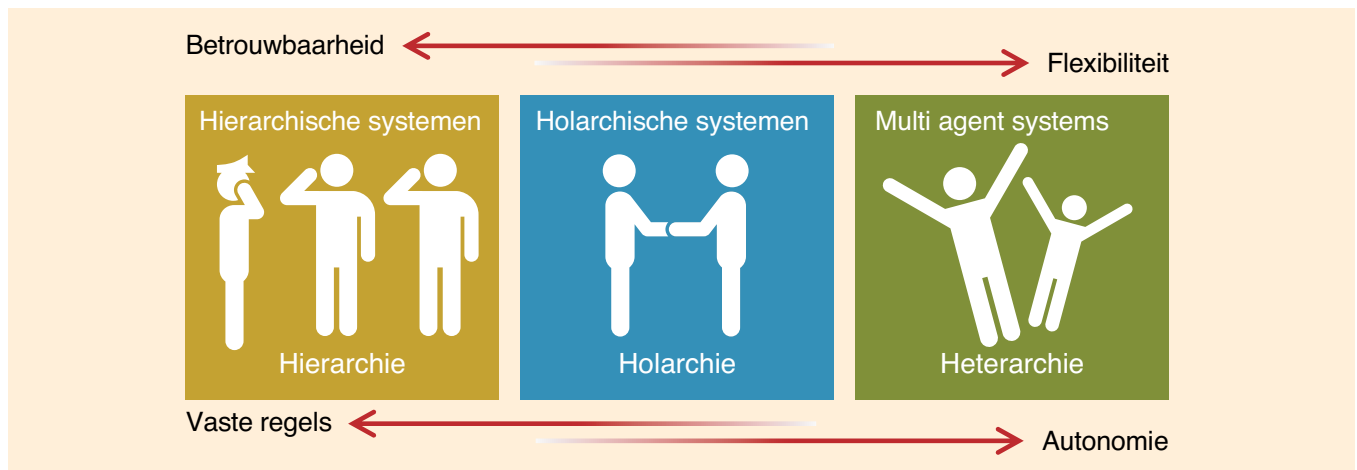 Betrouwbaarheid
Flexibiliteit
Hierarchische systemen
Holarchische systemen
Multi agent systems
Hierarchie
Holarchie
Heterarchie
Vaste regels
Autonomie